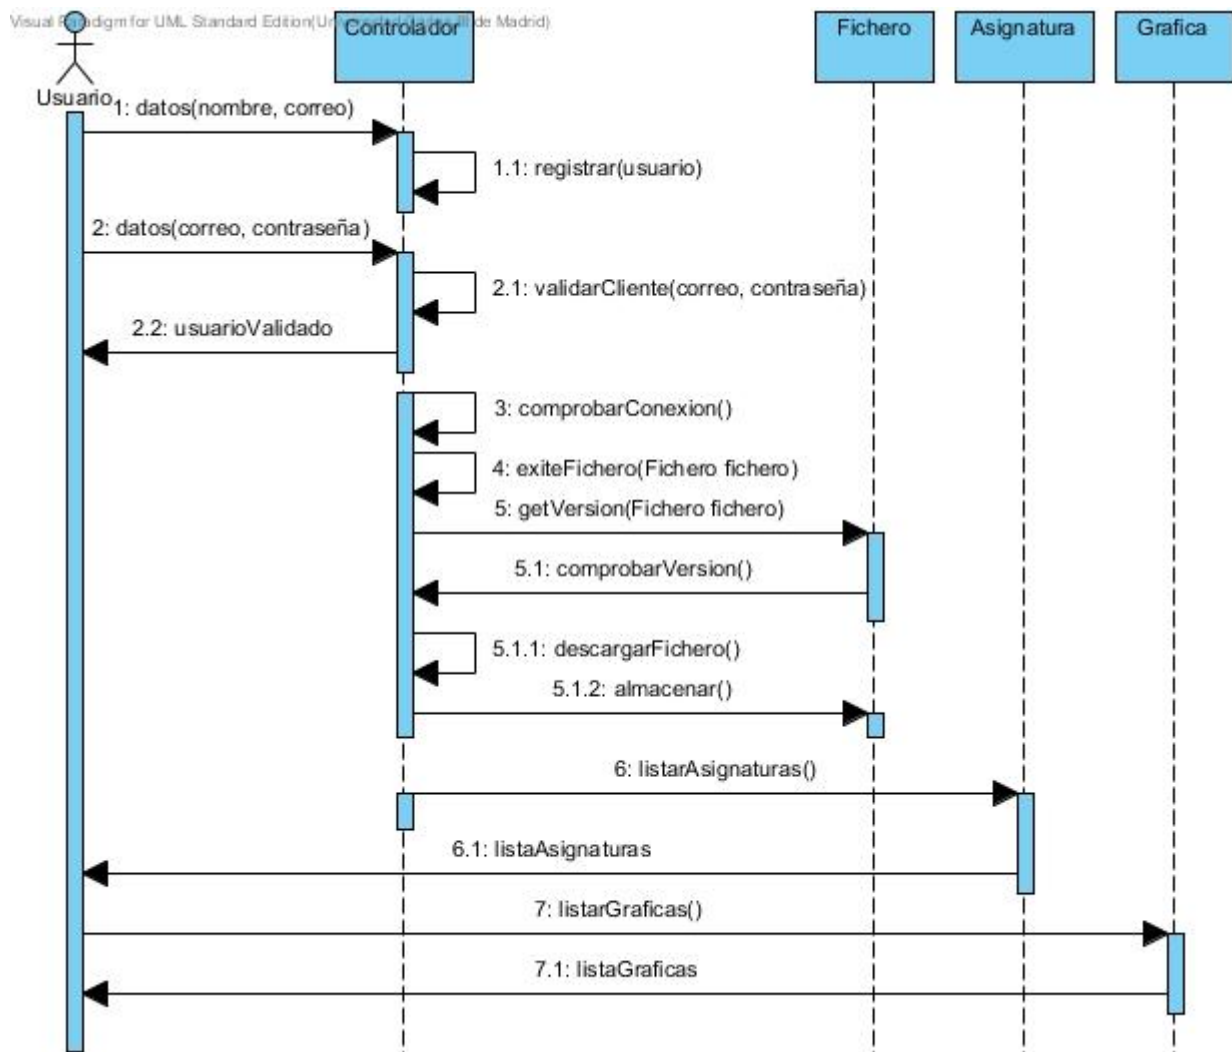 Visual Paradigm for UML Standard Edition(Universidad Carlos III de Madrid)
Controlador
Fichero
Asignatura
Grafica
Usuario
1: datos(nombre, correo)
1.1: registrar(usuario)
2: datos(correo, contraseña)
2.1: validarCliente(correo, contraseña)
2.2: usuarioValidado
3: comprobarConexion()
4: exiteFichero(Fichero fichero)
5: getVersion(Fichero fichero)
5.1: comprobarVersion()
5.1.1: descargarFichero()
5.1.2: almacenar()
6: listarAsignaturas()
6.1: listaAsignaturas
7: listarGraficas()
7.1: listaGraficas